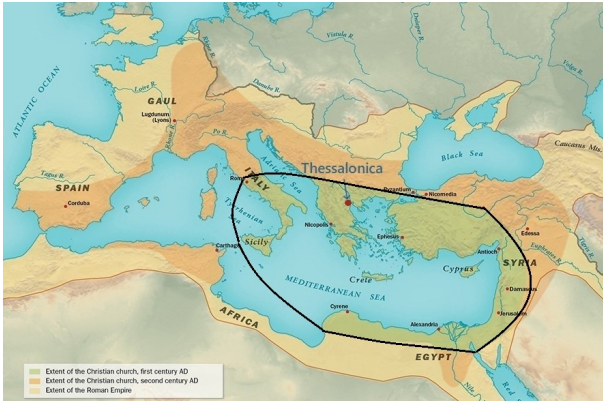 Vistula R.
Dnieper R.
Volga R.
Rhine R.
ATLANTIC OCEAN
Loire R.
Danube R.
GAUL
Lugdunum
(Lyons)
Rhone R.
Po R.
Caucasus Mts.
Black Sea
Adriatic Sea
Thessalonica
Tagus R.
SPAIN
Corduba
Rome
ITALY
Byzantium
Nicomedia
Tyrrhenian
Sea
Nicopolis
Ephesus
Edessa
Euphrates R.
Tigris R.
Carthage
Sicily
Antioch
SYRIA
Cyprus
Crete
MEDITERRANEAN SEA
Damascus
Cyrene
Jerusalem
AFRICA
Alexandria
EGYPT
Nile R.
Red
Extent of the Christian church, first century AD
Extent of the Christian church, second century AD
Extent of the Roman Empire